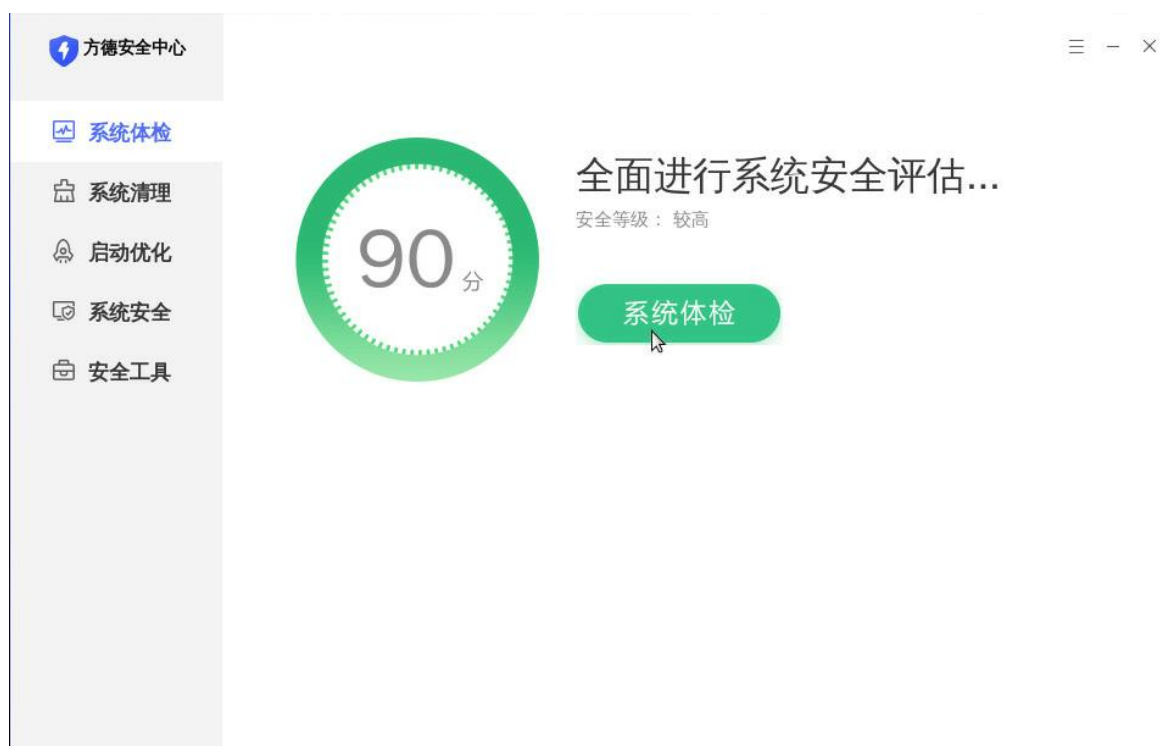 方德安全中心
系统体检
系统清理
启动优化
系统安全
安全工具
90分
全面进行系统安全评估...
安全等级： 较高
系统体检